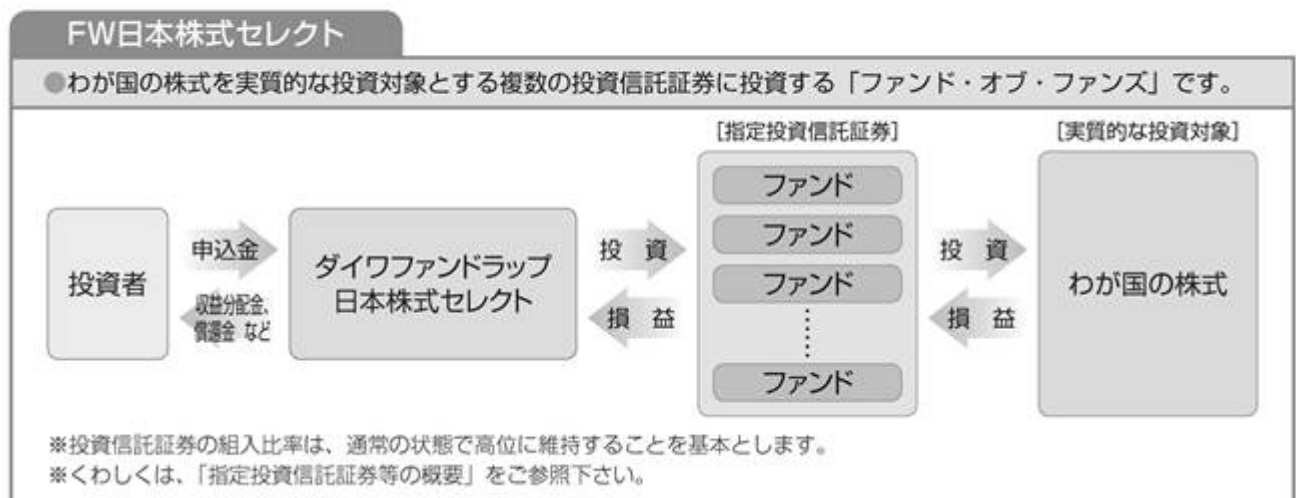 FW日本株式セレクト
●わが国の株式を実質的な投資対象とする複数の投資信託証券に投資する「ファンド・オブ・ファンズ」です。
[指定投資信託証券]
[実質的な投資対象]
投資者
申込金
収益分配金、
償還金 など
ダイワファンドラップ
日本株式セレクト
投 資
損 益
ファンド
ファンド
ファンド
ファンド
投 資
損 益
わが国の株式
※投資信託証券の組入比率は、通常の状態で高位に維持することを基本とします。
※くわしくは、「指定投資信託証券等の概要」をご参照下さい。